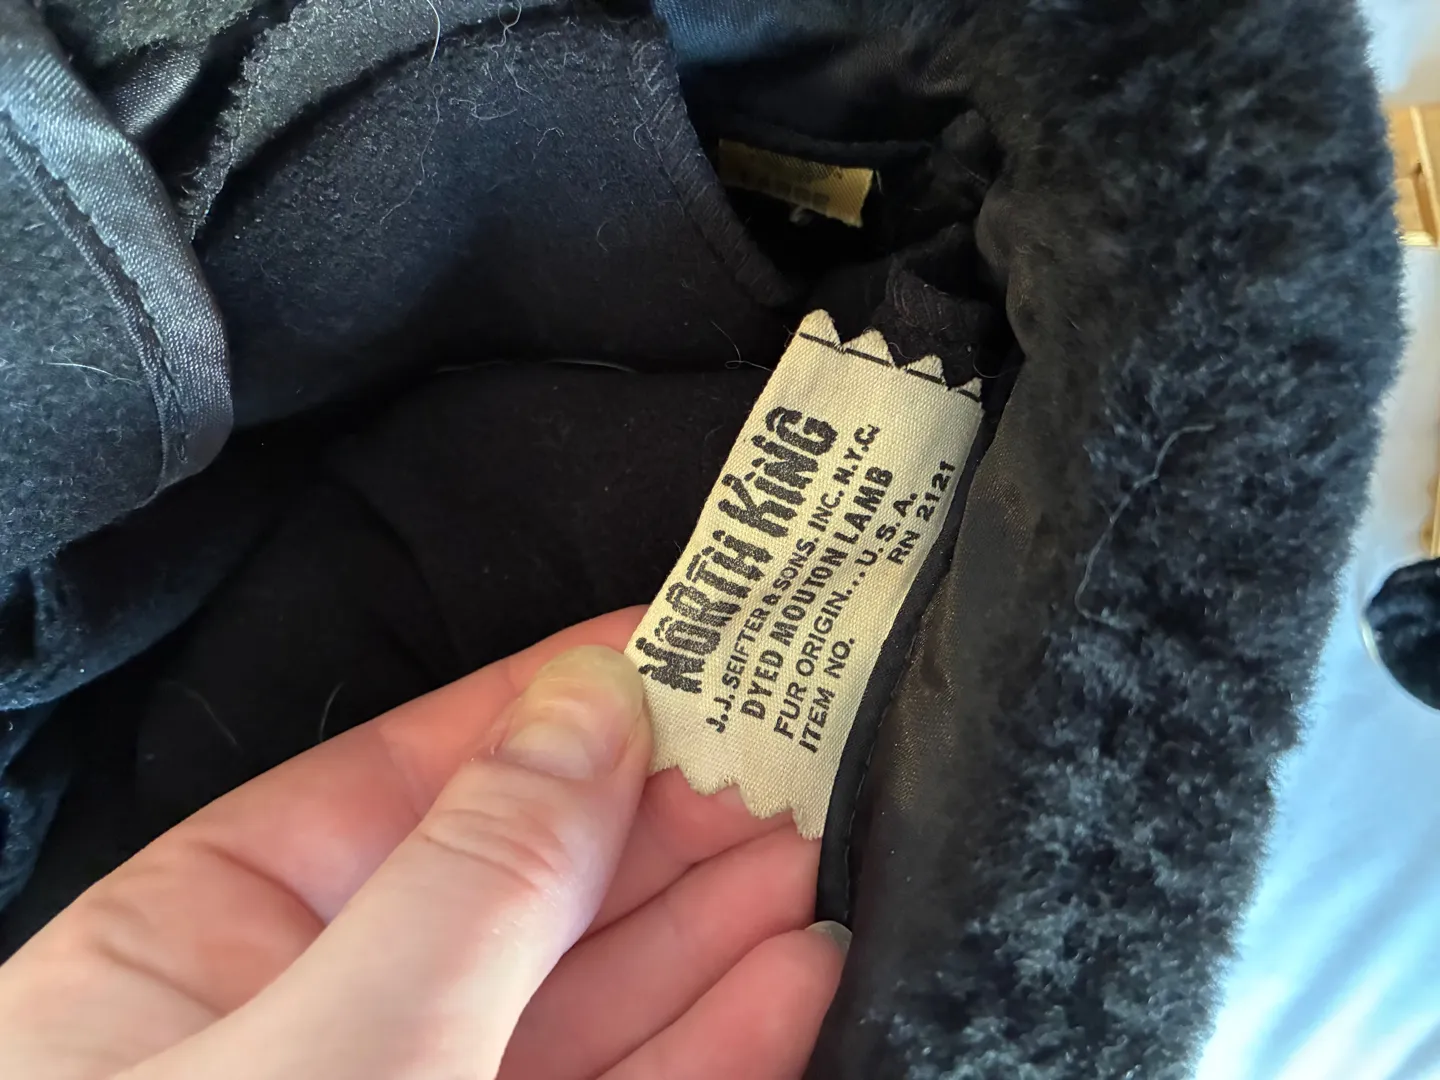 NORTH KING
J.J. SEIFTER & SONS, INC. N.Y.C.
DYED MOUTON LAMB
FUR ORIGIN...U.S.A.
ITEM NO. RN 2121